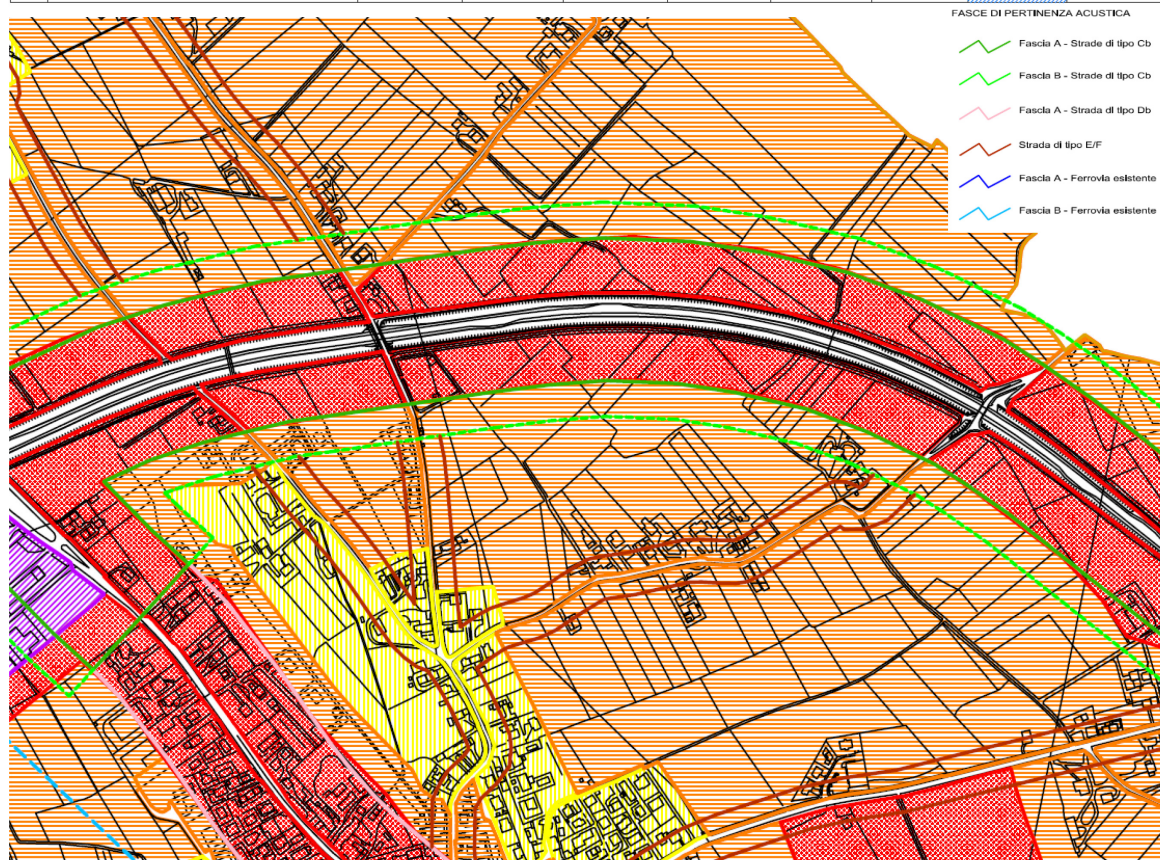 FASCE DI PERTINENZA ACUSTICA
Fascia A - Strade di tipo Cb
Fascia B - Strade di tipo Cb
Fascia A - Strada di tipo Db
Strada di tipo E/F
Fascia A - Ferrovia esistente
Fascia B - Ferrovia esistente